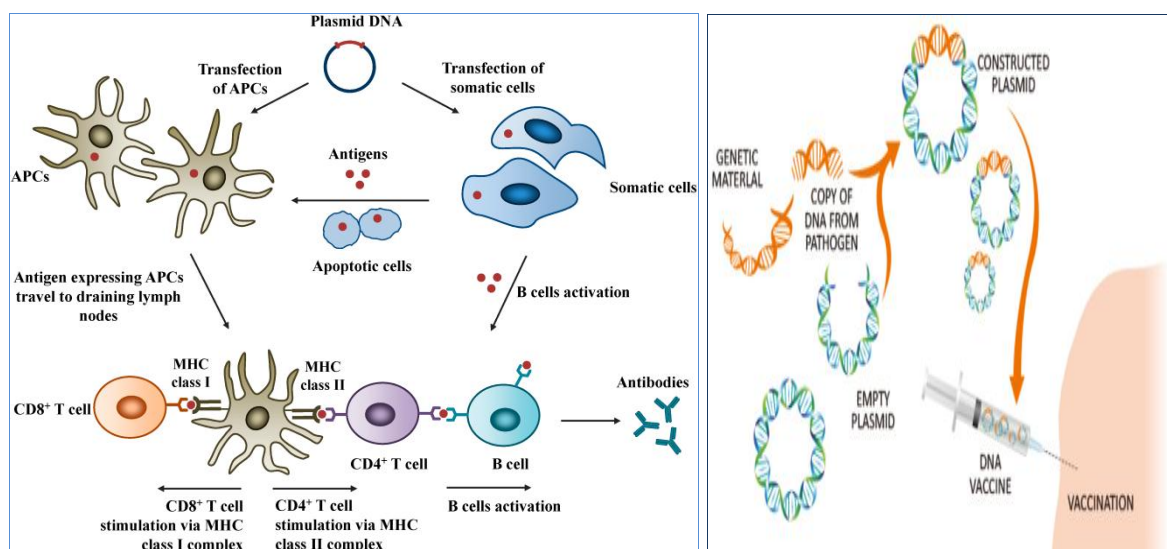 Plasmid DNA
Transfection
of APCs
Transfection of
somatic cells
APCs
Antigens
Somatic cells
Apoptotic cells
Antigen expressing APCs
travel to draining lymph
nodes
B cells activation
MHC
class I
MHC
class II
Antibodies
CD8+ T cell
CD4+ T cell
B cell
CD8+ T cell
stimulation via MHC
class I complex
CD4+ T cell
stimulation via MHC
class II complex
B cells activation
CONSTRUCTED
PLASMID
GENETIC
MATERIAL
COPY OF
DNA FROM
PATHOGEN
EMPTY
PLASMID
DNA
VACCINE
VACCINATION